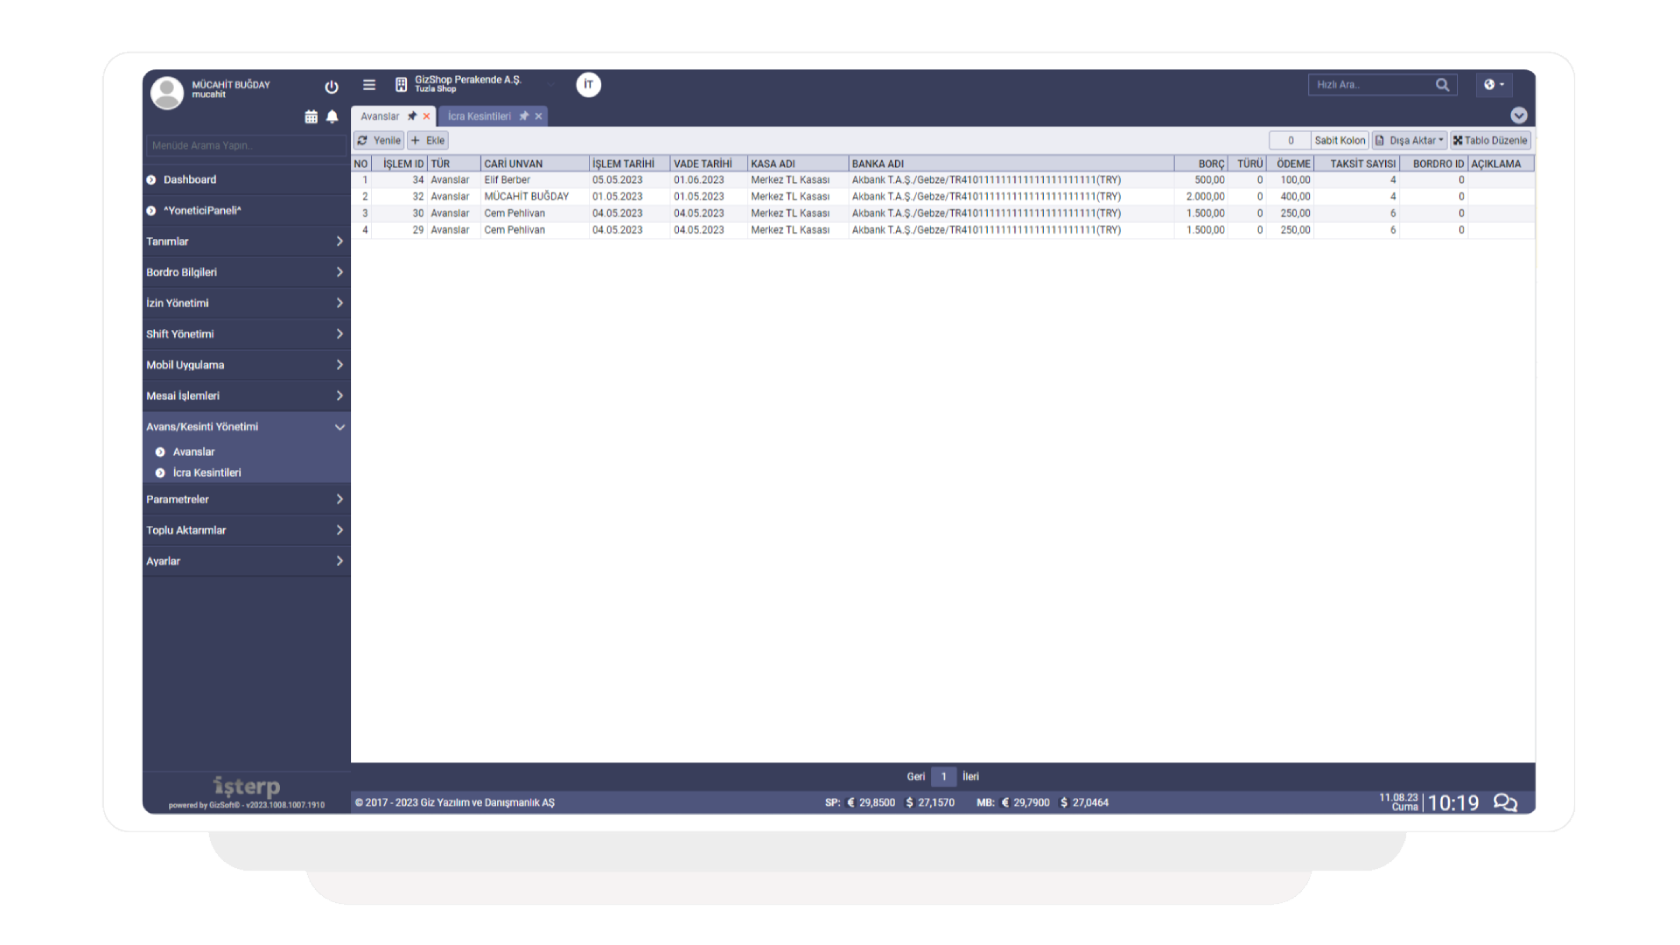 MÜCAHİT BUĞDAY
mucahit
GizShop Perakende A.Ş.
Tuzla Shop
İT
Hızlı Ara..
Menüde Arama Yapın..
Dashboard
^YoneticiPaneli^
Tanımlar
Bordro Bilgileri
İzin Yönetimi
Shift Yönetimi
Mobil Uygulama
Mesai İşlemleri
Avans/Kesinti Yönetimi
Avanslar
İcra Kesintileri
Parametreler
Toplu Aktarımlar
Ayarlar
işterp
powered by GizSoft® - v2023.1008.1007.1910
Avanslar İcra Kesintileri
Yenile Ekle 0 Sabit Kolon Dışa Aktar Tablo Düzenle
NO İŞLEM ID TÜR CARİ UNVAN İŞLEM TARİHİ VADE TARİHİ KASA ADI BANKA ADI BORÇ TÜRÜ ÖDEME TAKSİT SAYISI BORDRO ID AÇIKLAMA
1 34 Avanslar Elif Berber 05.05.2023 01.06.2023 Merkez TL Kasası Akbank T.A.Ş./Gebze/TR410111111111111111111111(TRY) 500,00 0 100,00 4 0
2 32 Avanslar MÜCAHİT BUĞDAY 01.05.2023 01.05.2023 Merkez TL Kasası Akbank T.A.Ş./Gebze/TR410111111111111111111111(TRY) 2.000,00 0 400,00 4 0
3 30 Avanslar Cem Pehlivan 04.05.2023 04.05.2023 Merkez TL Kasası Akbank T.A.Ş./Gebze/TR410111111111111111111111(TRY) 1.500,00 0 250,00 6 0
4 29 Avanslar Cem Pehlivan 04.05.2023 04.05.2023 Merkez TL Kasası Akbank T.A.Ş./Gebze/TR410111111111111111111111(TRY) 1.500,00 0 250,00 6 0
Geri 1 İleri
© 2017 - 2023 Giz Yazılım ve Danışmanlık AŞ SP: € 29,8500 $ 27,1570 MB: € 29,7900 $ 27,0464
11.08.23
Cuma
10:19